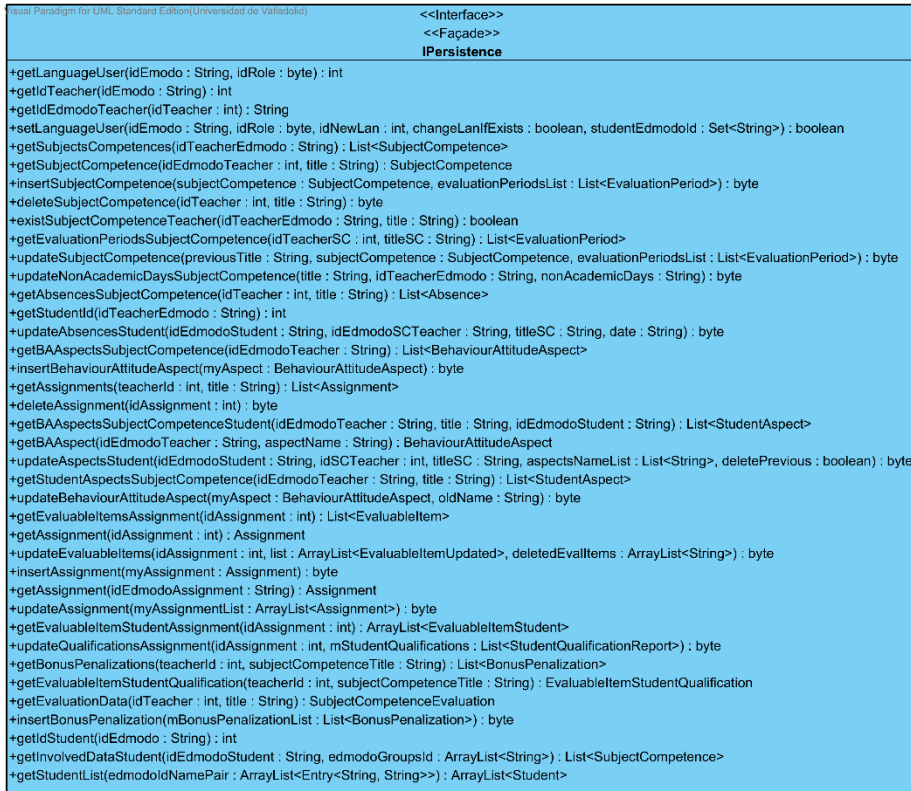 Visual Paradigm for UML Standard Edition(Universidad de Valladolid)
<<Interface>>
<<Façade>>
IPersistence
+getLanguageUser(idEmodo : String, idRole : byte) : int
+getIdTeacher(idEmodo : String) : int
+getIdEdmodoTeacher(idTeacher : int) : String
+setLanguageUser(idEmodo : String, idRole : byte, idNewLan : int, changeLanIfExists : boolean, studentEdmodoId : Set<String>) : boolean
+getSubjectsCompetences(idTeacherEdmodo : String) : List<SubjectCompetence>
+getSubjectCompetence(idEdmodoTeacher : int, title : String) : SubjectCompetence
+insertSubjectCompetence(subjectCompetence : SubjectCompetence, evaluationPeriodsList : List<EvaluationPeriod>) : byte
+deleteSubjectCompetence(idTeacher : int, title : String) : byte
+existSubjectCompetenceTeacher(idTeacherEdmodo : String, title : String) : boolean
+getEvaluationPeriodsSubjectCompetence(idTeacherSC : int, titleSC : String) : List<EvaluationPeriod>
+updateSubjectCompetence(previousTitle : String, subjectCompetence : SubjectCompetence, evaluationPeriodsList : List<EvaluationPeriod>) : byte
+updateNonAcademicDaysSubjectCompetence(title : String, idTeacherEdmodo : String, nonAcademicDays : String) : byte
+getAbsencesSubjectCompetence(idTeacher : int, title : String) : List<Absence>
+getStudentId(idTeacherEdmodo : String) : int
+updateAbsencesStudent(idEdmodoStudent : String, idEdmodoSCTeacher : String, titleSC : String, date : String) : byte
+getBAAspectsSubjectCompetence(idEdmodoTeacher : String) : List<BehaviourAttitudeAspect>
+insertBehaviourAttitudeAspect(myAspect : BehaviourAttitudeAspect) : byte
+getAssignments(teacherId : int, title : String) : List<Assignment>
+deleteAssignment(idAssignment : int) : byte
+getBAAspectsSubjectCompetenceStudent(idEdmodoTeacher : String, title : String, idEdmodoStudent : String) : List<StudentAspect>
+getBAAspect(idEdmodoTeacher : String, aspectName : String) : BehaviourAttitudeAspect
+updateAspectsStudent(idEdmodoStudent : String, idSCTeacher : int, titleSC : String, aspectsNameList : List<String>, deletePrevious : boolean) : byte
+getStudentAspectsSubjectCompetence(idEdmodoTeacher : String, title : String) : List<StudentAspect>
+updateBehaviourAttitudeAspect(myAspect : BehaviourAttitudeAspect, oldName : String) : byte
+getEvaluableItemsAssignment(idAssignment : int) : List<EvaluableItem>
+getAssignment(idAssignment : int) : Assignment
+updateEvaluableItems(idAssignment : int, list : ArrayList<EvaluableItemUpdated>, deletedEvalItems : ArrayList<String>) : byte
+insertAssignment(myAssignment : Assignment) : byte
+getAssignment(idEdmodoAssignment : String) : Assignment
+updateAssignment(myAssignmentList : ArrayList<Assignment>) : byte
+getEvaluableItemStudentAssignment(idAssignment : int) : ArrayList<EvaluableItemStudent>
+updateQualificationsAssignment(idAssignment : int, mStudentQualifications : List<StudentQualificationReport>) : byte
+getBonusPenalizations(teacherId : int, subjectCompetenceTitle : String) : List<BonusPenalization>
+getEvaluableItemStudentQualification(teacherId : int, subjectCompetenceTitle : String) : EvaluableItemStudentQualification
+getEvaluationData(idTeacher : int, title : String) : SubjectCompetenceEvaluation
+insertBonusPenalization(mBonusPenalizationList : List<BonusPenalization>) : byte
+getIdStudent(idEdmodo : String) : int
+getInvolvedDataStudent(idEdmodoStudent : String, edmodoGroupsId : ArrayList<String>) : List<SubjectCompetence>
+getStudentList(edmodoIdNamePair : ArrayList<Entry<String, String>>) : ArrayList<Student>